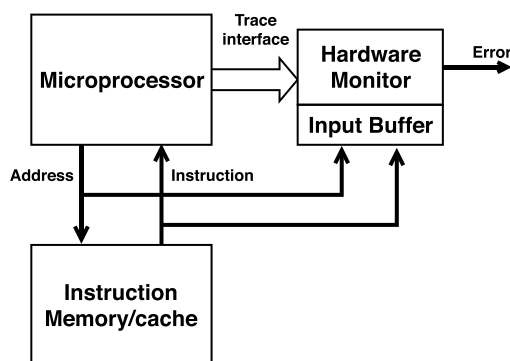 Trace
interface
Microprocessor
Hardware
Monitor
Error
Input Buffer
Address
Instruction
Instruction
Memory/cache